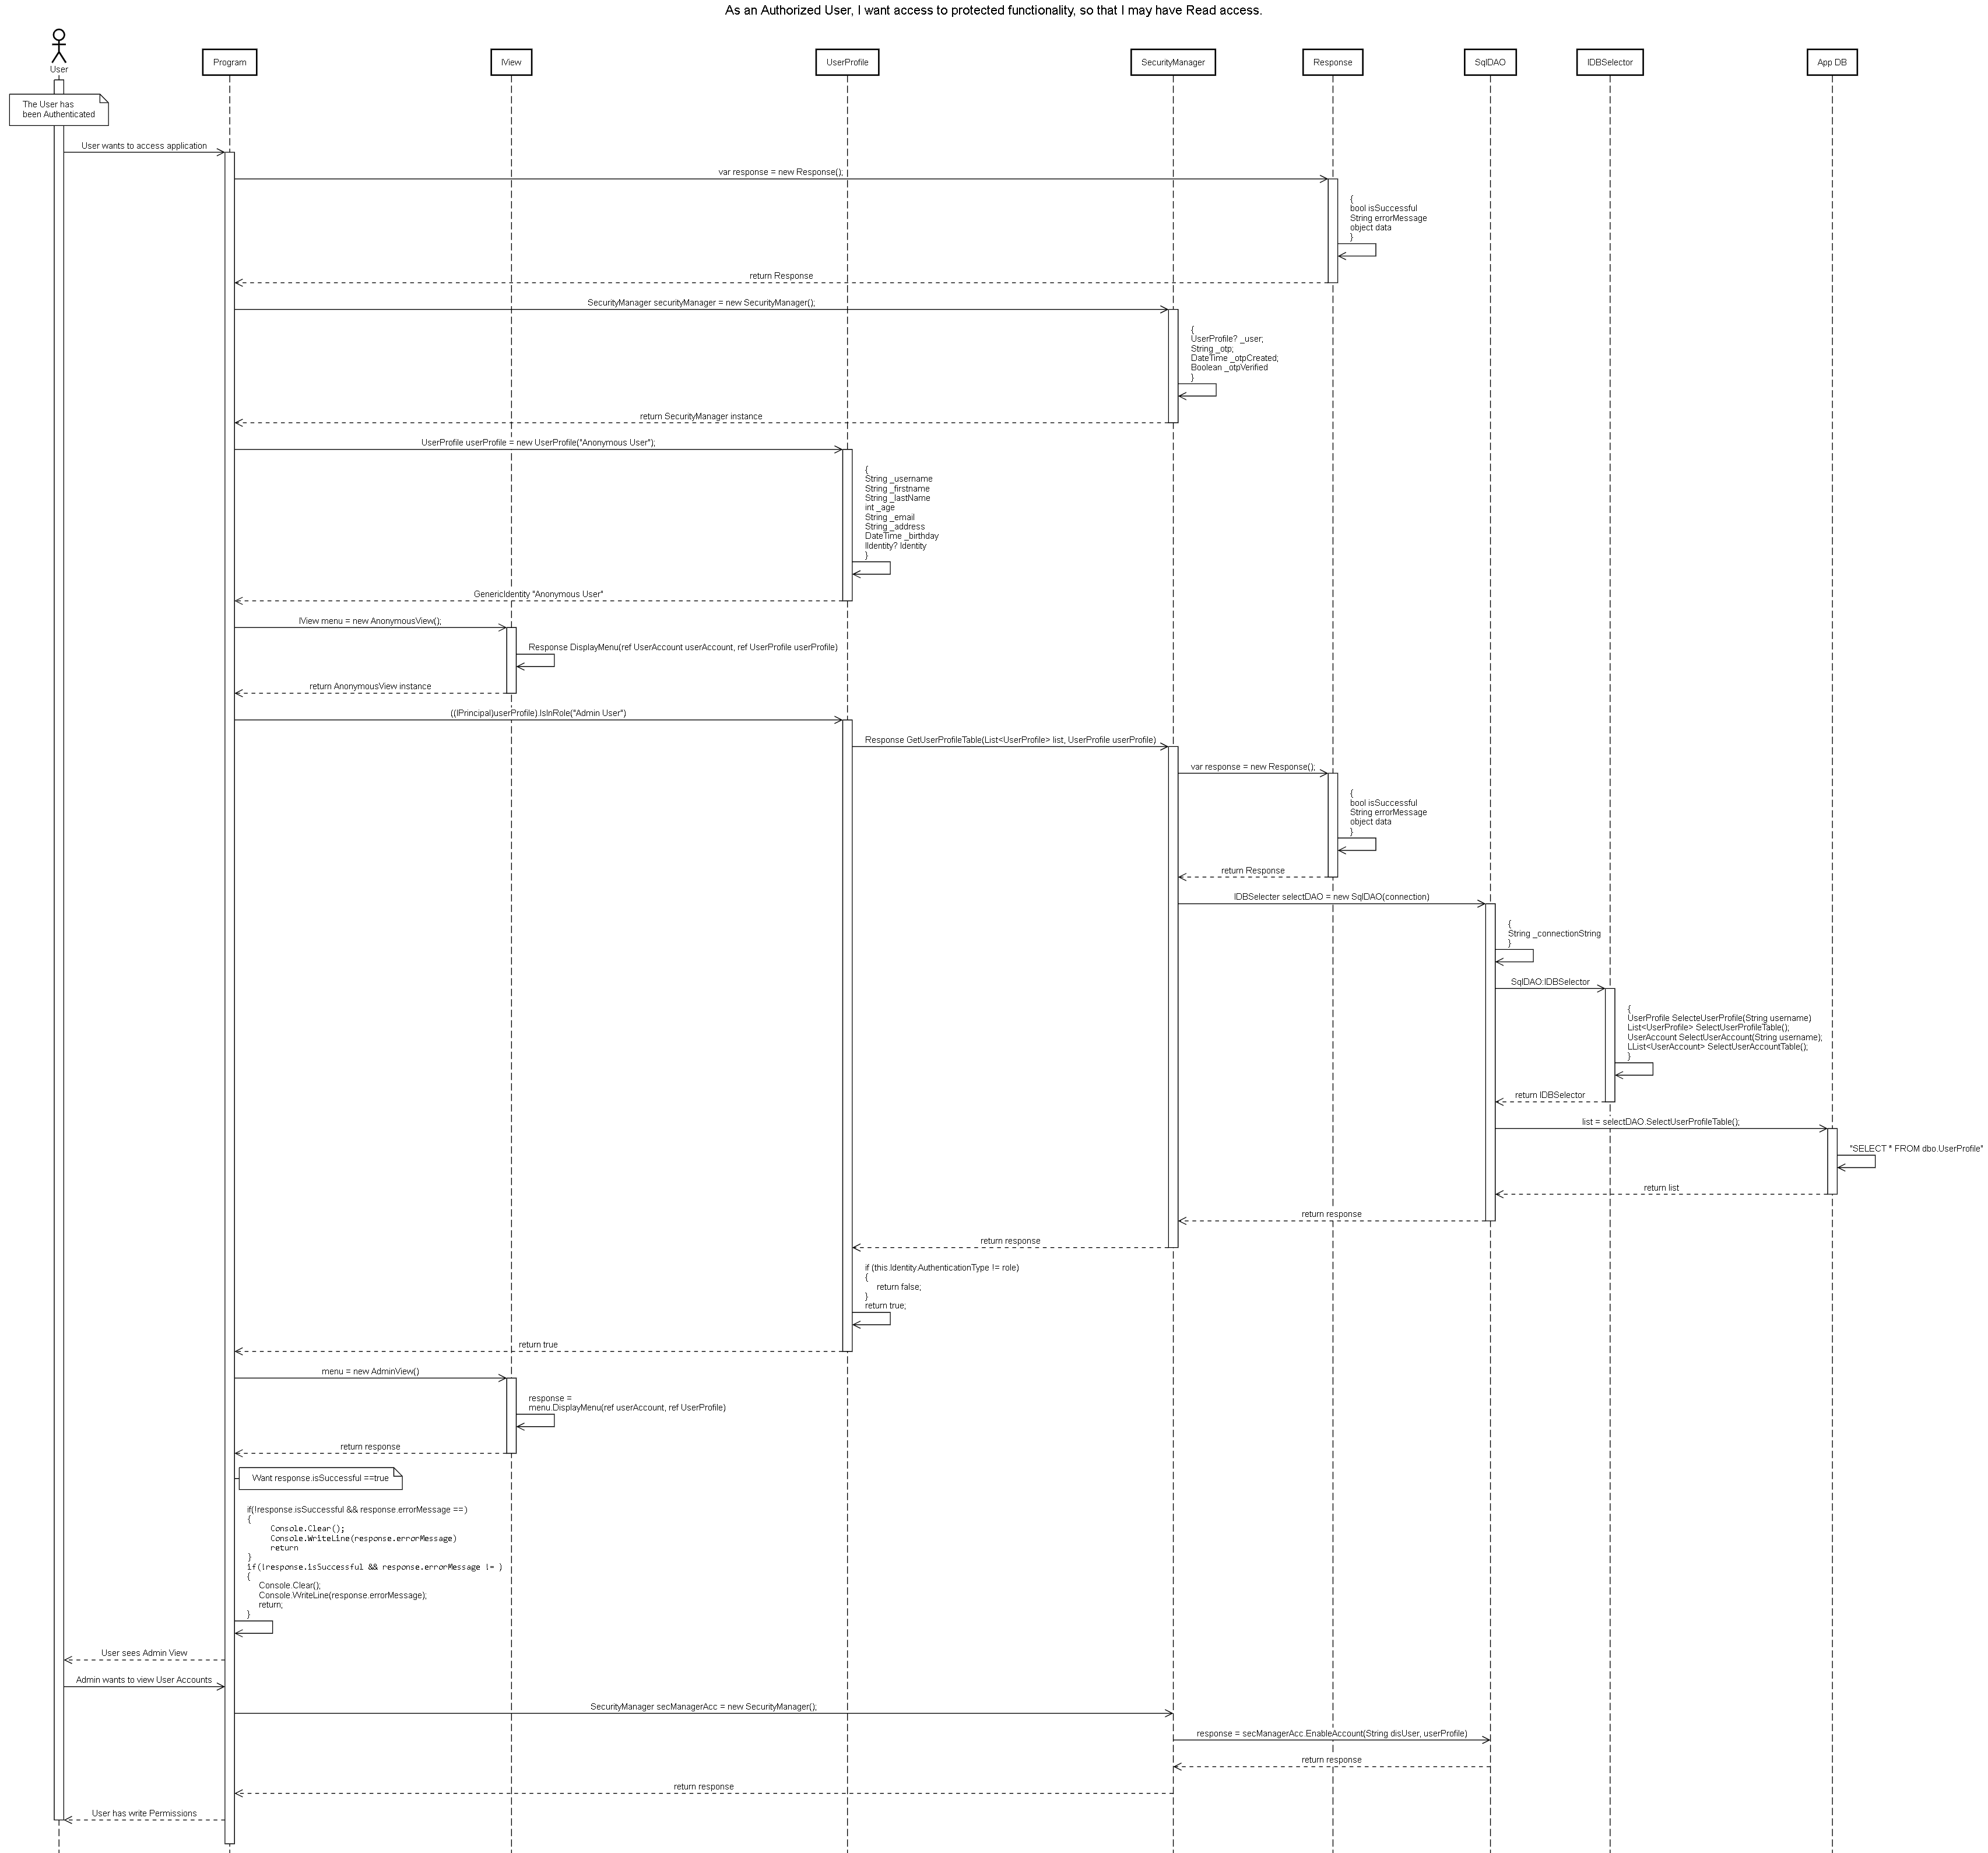 As an Authorized User, I want access to protected functionality, so that I may have Read access.
User
Program
IView
UserProfile
SecurityManager
Response
SqlDAO
IDBSelector
App DB
The User has
been Authenticated
User wants to access application
var response = new Response();
{
bool isSuccessful
String errorMessage
object data
}
return Response
SecurityManager securityManager = new SecurityManager();
{
UserProfile? _user;
String _otp;
DateTime _otpCreated;
Boolean _otpVerified
}
return SecurityManager instance
UserProfile userProfile = new UserProfile("Anonymous User");
{
String _username
String _firstname
String _lastName
int _age
String _email
String _address
DateTime _birthday
IIdentity? Identity
}
GenericIdentity "Anonymous User"
IView menu = new AnonymousView();
Response DisplayMenu(ref UserAccount userAccount, ref UserProfile userProfile)
return AnonymousView instance
((IPrincipal)userProfile).IsInRole("Admin User")
Response GetUserProfileTable(List<UserProfile> list, UserProfile userProfile)
var response = new Response();
{
bool isSuccessful
String errorMessage
object data
}
return Response
IDBSelecter selectDAO = new SqlDAO(connection)
{
String _connectionString
}
SqlDAO:IDBSelector
{
UserProfile SelecteUserProfile(String username)
List<UserProfile> SelectUserProfileTable();
UserAccount SelectUserAccount(String username);
LList<UserAccount> SelectUserAccountTable();
}
return IDBSelector
list = selectDAO.SelectUserProfileTable();
"SELECT * FROM dbo.UserProfile"
return list
return response
return response
if (this.Identity.AuthenticationType != role)
{
return false;
}
return true;
return true
menu = new AdminView()
response =
menu.DisplayMenu(ref userAccount, ref UserProfile)
return response
Want response.isSuccessful ==true
if(!response.isSuccessful && response.errorMessage ==)
{
Console.Clear();
Console.WriteLine(response.errorMessage)
return
}
if(!response.isSuccessful && response.errorMessage != )
{
Console.Clear();
Console.WriteLine(response.errorMessage);
return;
}
User sees Admin View
Admin wants to view User Accounts
SecurityManager secManagerAcc = new SecurityManager();
response = secManagerAcc.EnableAccount(String disUser, userProfile)
return response
return response
User has write Permissions